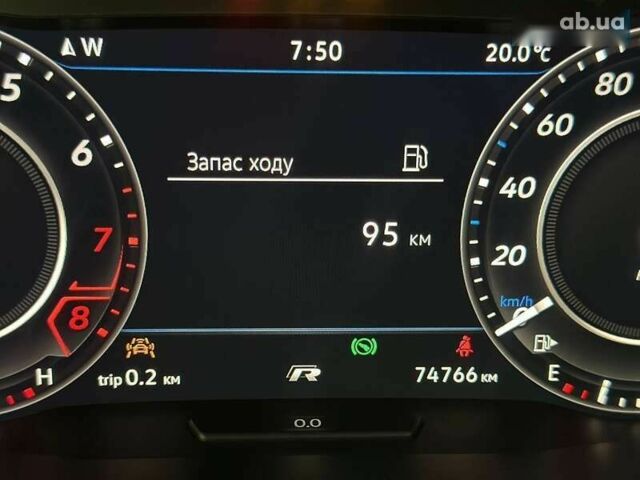 ab.ua
W 7:50 20.0°C
5
6
7
8
H
Запас ходу
95 км
80
60
40
20
km/h
0
E
trip 0.2 км
R
74766 км
0.0